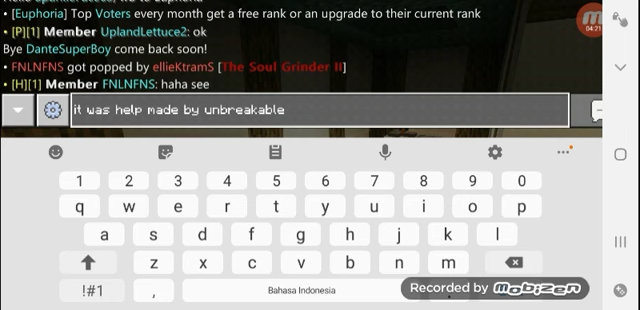 • [Euphoria] Top Voters every month get a free rank or an upgrade to their current rank
04:21
• [P][1] Member UplandLettuce2: ok
Bye DanteSuperBoy come back soon!
• FNLNFNS got popped by ellieKtramS [The Soul Grinder II]
• [H][1] Member FNLNFNS: haha see
it was help made by unbreakable
1 2 3 4 5 6 7 8 9 0
q w e r t y u i o p
a s d f g h j k l
z x c v b n m
!#1 , Bahasa Indonesia
Recorded by mobizen